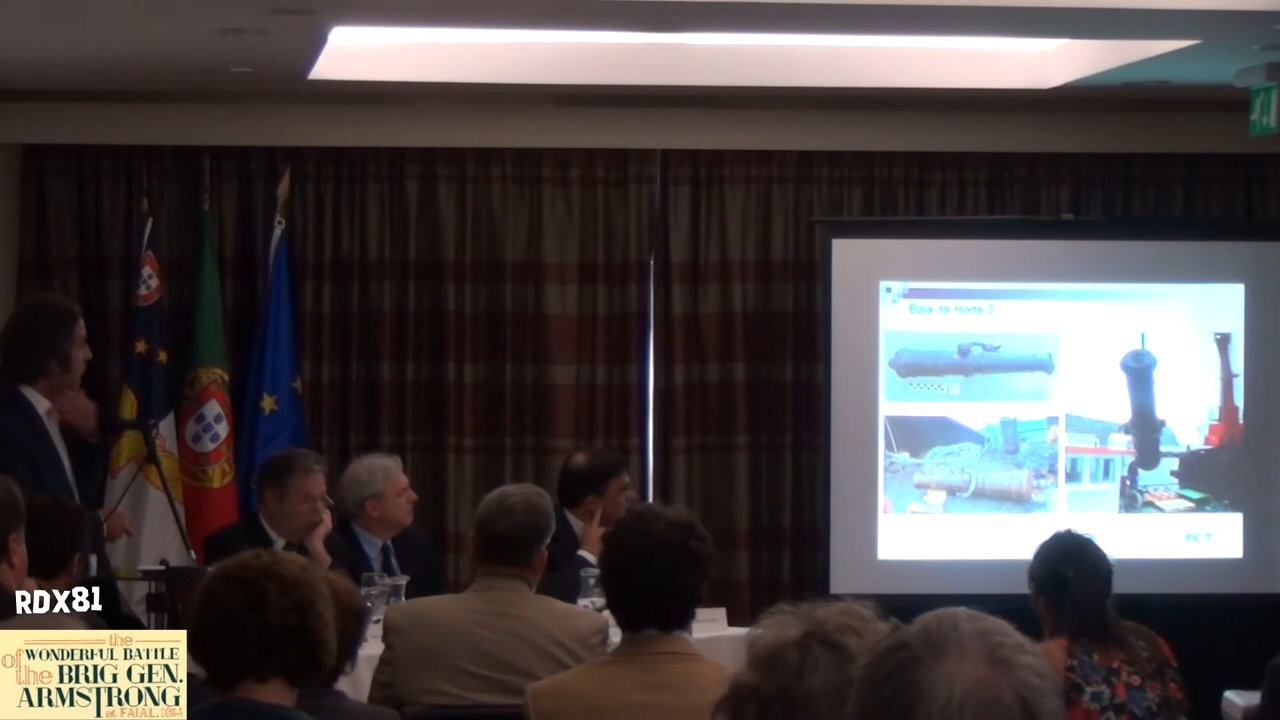 Baía da Horta 3
RDX81
the
of WONDERFUL BATTLE
the BRIG GEN.
ARMSTRONG
at FAIAL, 1814